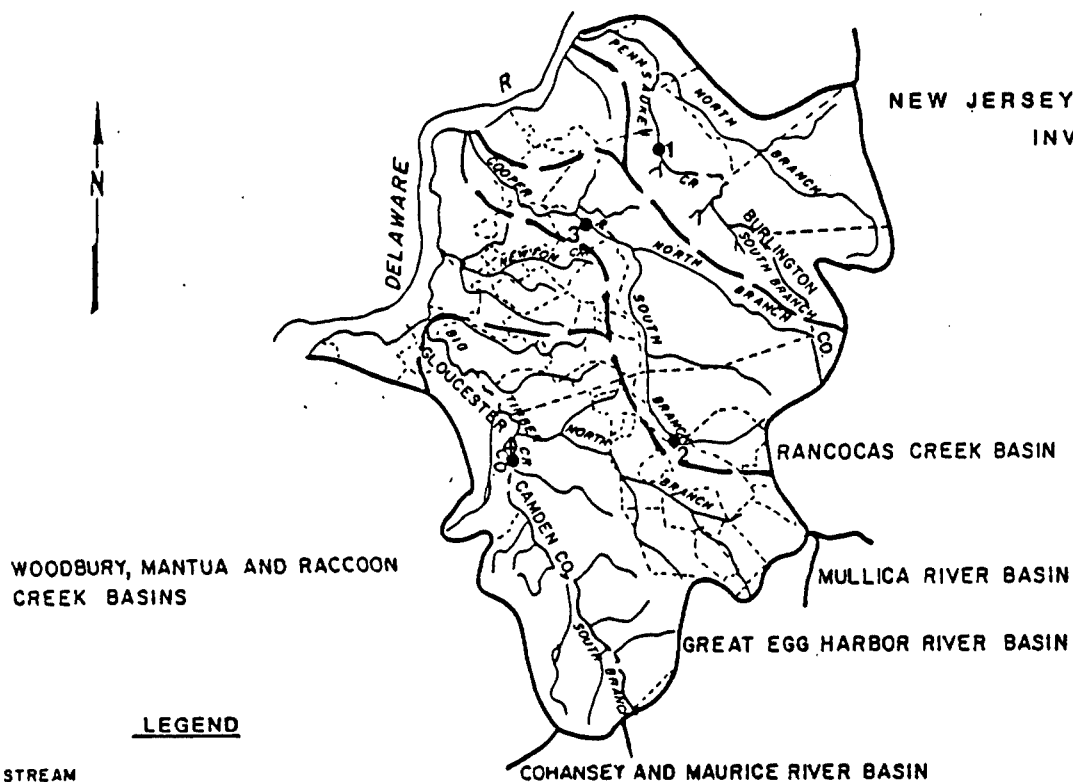 NEW JERSEY
INV
N
R
DELAWARE
PENNSAUKEN
NORTH
BRANCH
1
CR
COOPER
R
3
NEWTON
CR
NORTH
BRANCH
BURLINGTON
CO.
SOUTH BRANCH
SOUTH
BRANCH
2
BIG
TIMBER
CR
GLOUCESTER
CO
4
NORTH
BRANCH
CAMDEN CO,
SOUTH BRANC
RANCOCAS CREEK BASIN
MULLICA RIVER BASIN
GREAT EGG HARBOR RIVER BASIN
WOODBURY, MANTUA AND RACCOON
CREEK BASINS
LEGEND
STREAM
COHANSEY AND MAURICE RIVER BASIN